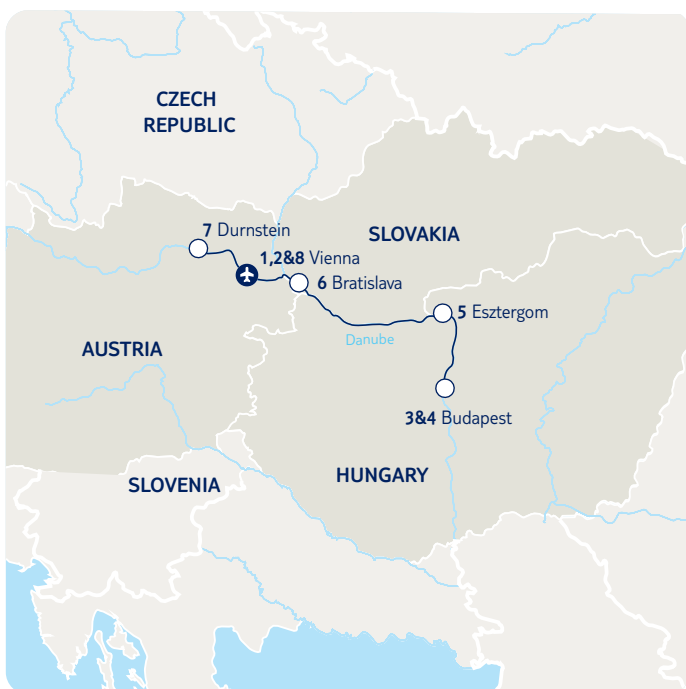 CZECH
REPUBLIC
7 Durnstein
SLOVAKIA
1,2&8 Vienna
6 Bratislava
5 Esztergom
Danube
AUSTRIA
3&4 Budapest
HUNGARY
SLOVENIA